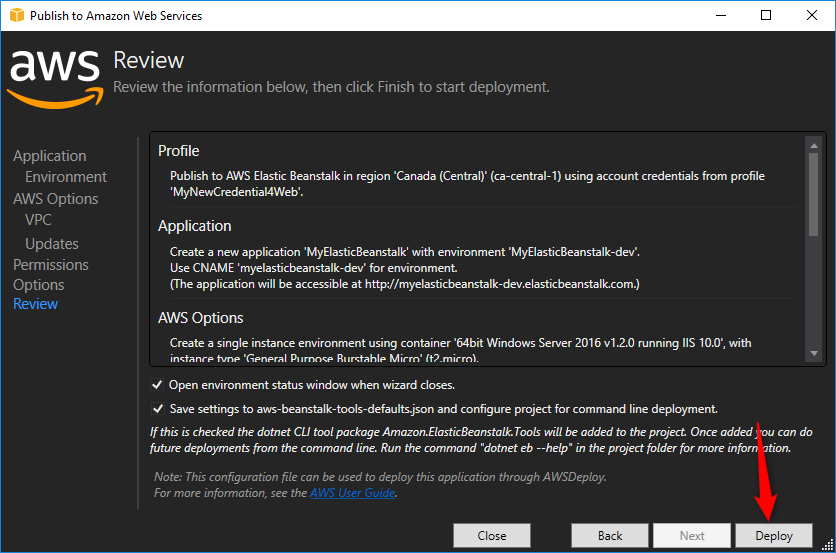 Publish to Amazon Web Services
aws
Review
Review the information below, then click Finish to start deployment.
Application
Environment
AWS Options
VPC
Updates
Permissions
Options
Review
Profile
Publish to AWS Elastic Beanstalk in region 'Canada (Central)' (ca-central-1) using account credentials from profile
'MyNewCredential4Web'.
Application
Create a new application 'MyElasticBeanstalk' with environment 'MyElasticBeanstalk-dev'.
Use CNAME 'myelasticbeanstalk-dev' for environment.
(The application will be accessible at http://myelasticbeanstalk-dev.elasticbeanstalk.com.)
AWS Options
Create a single instance environment using container '64bit Windows Server 2016 v1.2.0 running IIS 10.0', with
instance type 'General Purpose Burstable Micro' (t2.micro).
Open environment status window when wizard closes.
Save settings to aws-beanstalk-tools-defaults.json and configure project for command line deployment.
If this is checked the dotnet CLI tool package Amazon.ElasticBeanstalk.Tools will be added to the project. Once added you can do
future deployments from the command line. Run the command "dotnet eb --help" in the project folder for more information.
Note: This configuration file can be used to deploy this application through AWSDeploy.
For more information, see the AWS User Guide.
Close
Back
Next
Deploy